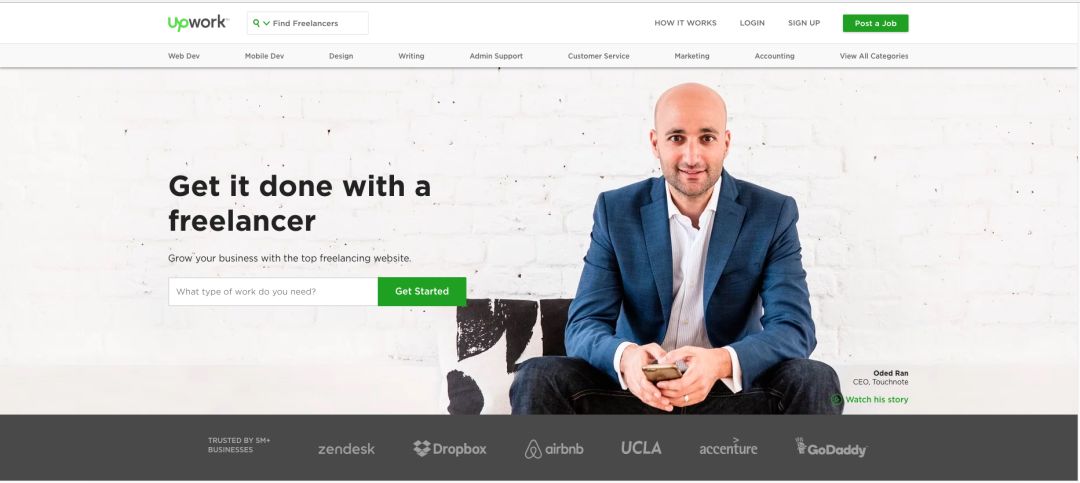 Upwork™
Find Freelancers
HOW IT WORKS
LOGIN
SIGN UP
Post a Job
Web Dev
Mobile Dev
Design
Writing
Admin Support
Customer Service
Marketing
Accounting
View All Categories
Get it done with a
freelancer
Grow your business with the top freelancing website.
What type of work do you need?
Get Started
Oded Ran
CEO, Touchnote
Watch his story
TRUSTED BY 5M+
BUSINESSES
zendesk
Dropbox
airbnb
UCLA
accenture
GoDaddy